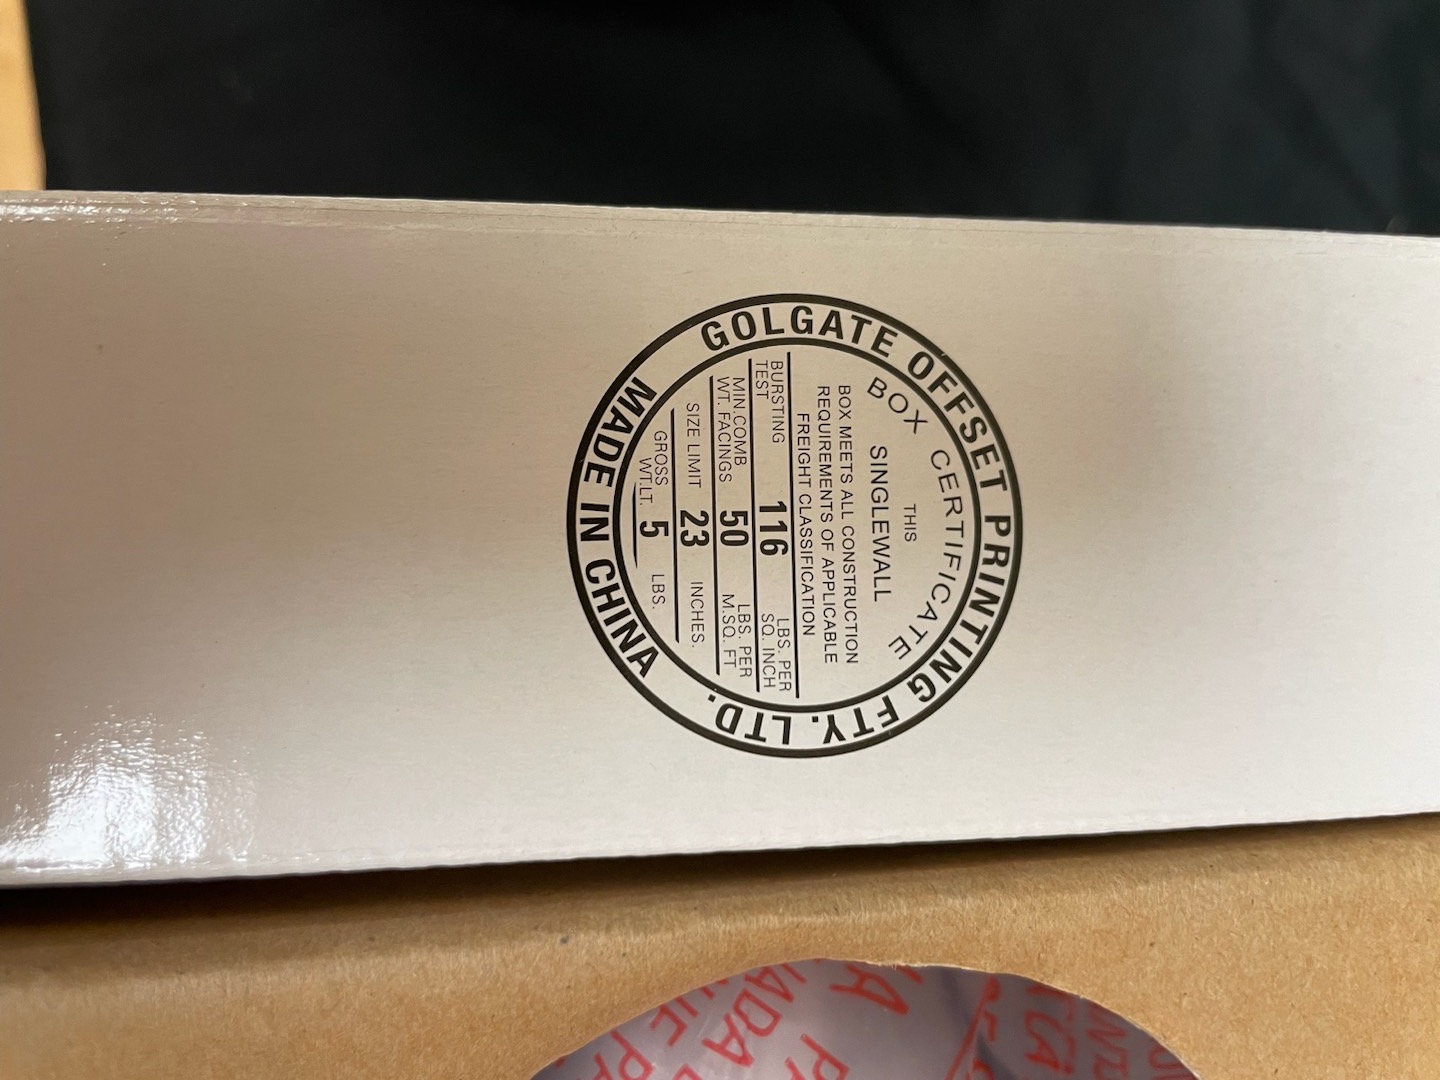 GOLGATE OFFSET PRINTING FTY. LTD.
BOX CERTIFICATE
THIS
SINGLEWALL
BOX MEETS ALL CONSTRUCTION
REQUIREMENTS OF APPLICABLE
FREIGHT CLASSIFICATION
BURSTING TEST 116 LBS. PER SQ. INCH
MIN.COMB WT. FACINGS 50 LBS. PER M.SQ. FT
SIZE LIMIT 23 INCHES.
GROSS WT.LT. 5 LBS.
MADE IN CHINA